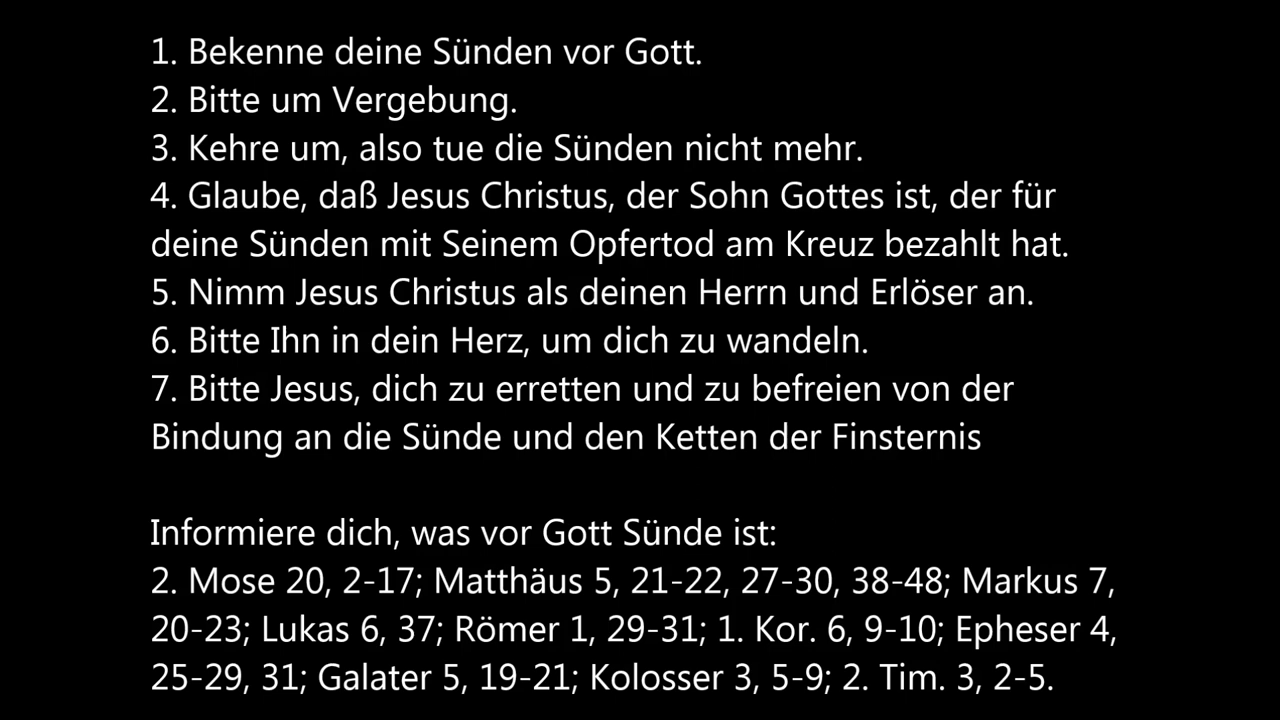 1. Bekenne deine Sünden vor Gott.
2. Bitte um Vergebung.
3. Kehre um, also tue die Sünden nicht mehr.
4. Glaube, daß Jesus Christus, der Sohn Gottes ist, der für
deine Sünden mit Seinem Opfertod am Kreuz bezahlt hat.
5. Nimm Jesus Christus als deinen Herrn und Erlöser an.
6. Bitte Ihn in dein Herz, um dich zu wandeln.
7. Bitte Jesus, dich zu erretten und zu befreien von der
Bindung an die Sünde und den Ketten der Finsternis
Informiere dich, was vor Gott Sünde ist:
2. Mose 20, 2-17; Matthäus 5, 21-22, 27-30, 38-48; Markus 7,
20-23; Lukas 6, 37; Römer 1, 29-31; 1. Kor. 6, 9-10; Epheser 4,
25-29, 31; Galater 5, 19-21; Kolosser 3, 5-9; 2. Tim. 3, 2-5.